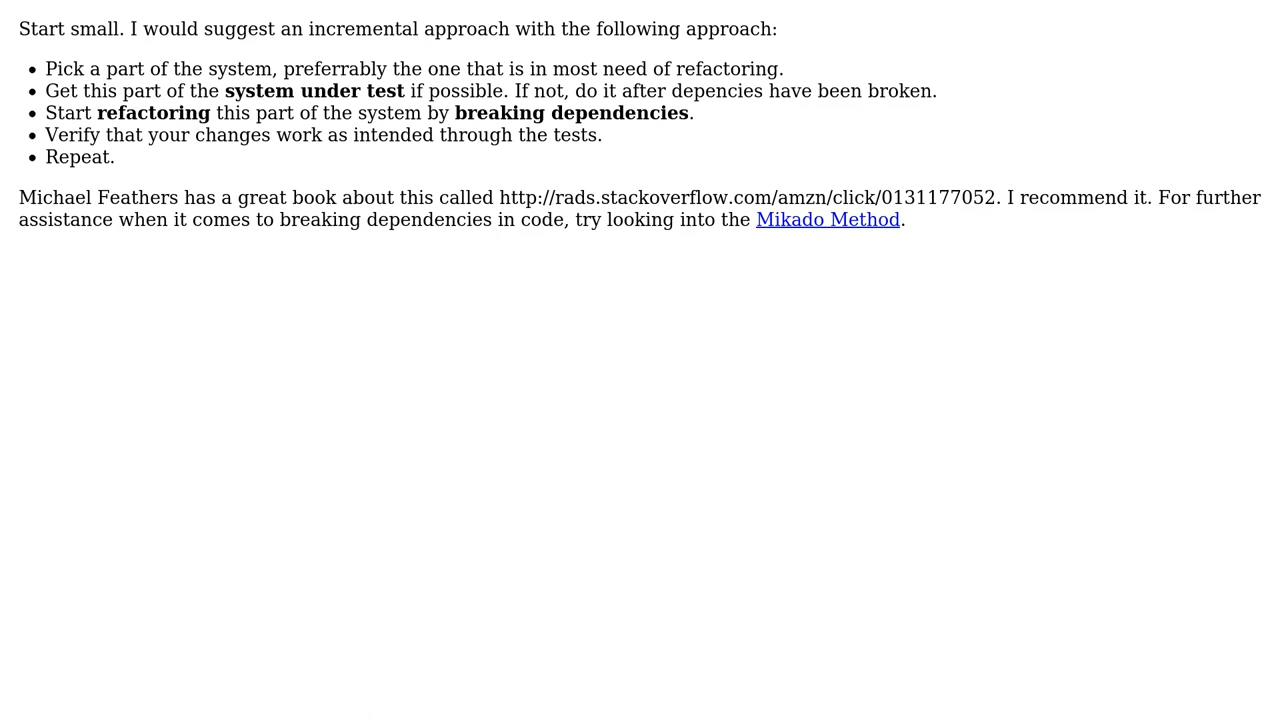 Start small. I would suggest an incremental approach with the following approach:
• Pick a part of the system, preferrably the one that is in most need of refactoring.
• Get this part of the system under test if possible. If not, do it after depencies have been broken.
• Start refactoring this part of the system by breaking dependencies.
• Verify that your changes work as intended through the tests.
• Repeat.
Michael Feathers has a great book about this called http://rads.stackoverflow.com/amzn/click/0131177052. I recommend it. For further
assistance when it comes to breaking dependencies in code, try looking into the Mikado Method.